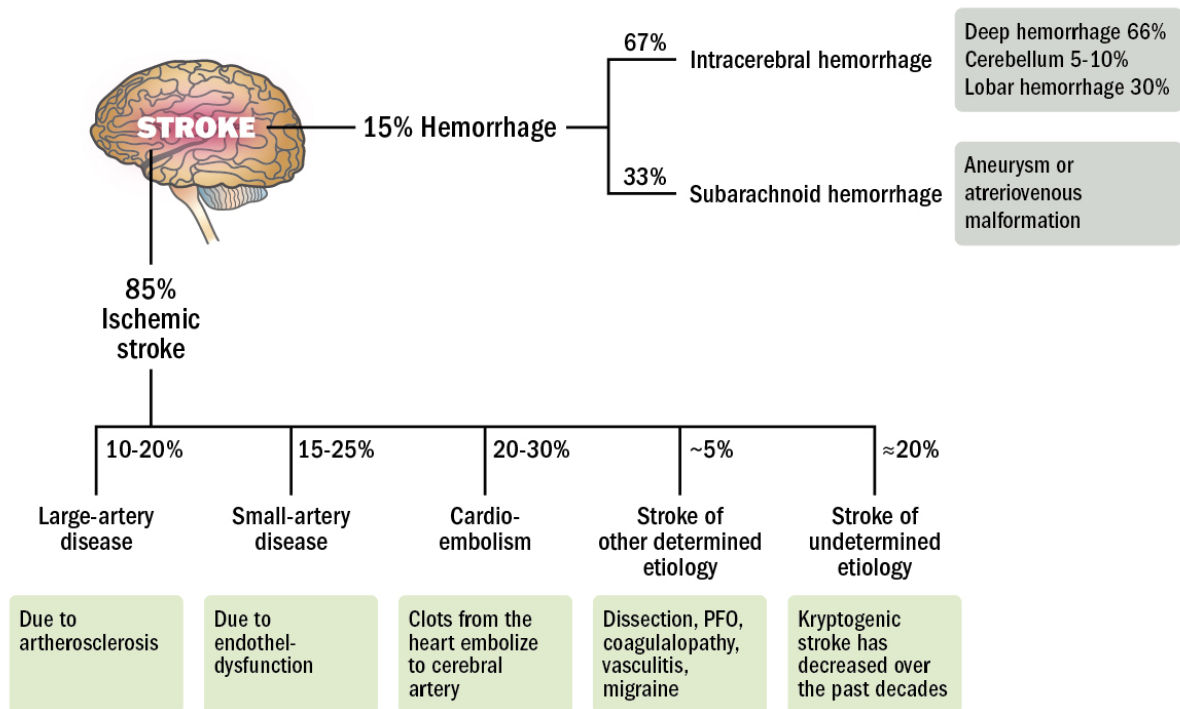 67%
Intracerebral hemorrhage
Deep hemorrhage 66%
Cerebellum 5-10%
Lobar hemorrhage 30%
STROKE
15% Hemorrhage
33%
Subarachnoid hemorrhage
Aneurysm or
atreriovenous
malformation
85%
Ischemic
stroke
10-20%
Large-artery
disease
Due to
artherosclerosis
15-25%
Small-artery
disease
Due to
endothel-
dysfunction
20-30%
Cardio-
embolism
Clots from the
heart embolize
to cerebral
artery
~5%
Stroke of
other determined
etiology
Dissection, PFO,
coagulalopathy,
vasculitis,
migraine
≈20%
Stroke of
undetermined
etiology
Kryptogenic
stroke has
decreased over
the past decades